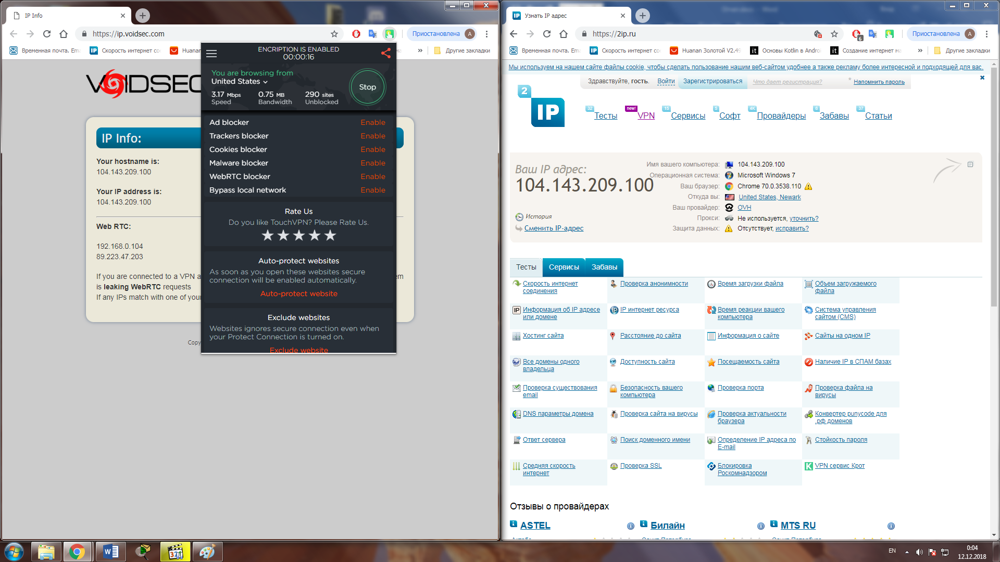 IP Info
https://ip.voidsec.com
Приостановлена
A
Временная почта. Ema
IP
Скорость интернет со
Huanan
ма
»
Другие закладки
VOIDSEC
IP Info:
Your hostname is:
104.143.209.100
Your IP address is:
104.143.209.100
Web RTC:
192.168.0.104
89.223.47.203
If you are connected to a VPN a
em
is leaking WebRTC requests
If any IPs match with one of your
Copy
ENCRIPTION IS ENABLED
00:00:16
You are browsing from
United States
Stop
3.17 Mbps
0.75 MB
290 sites
Speed
Bandwidth
Unblocked
Ad blocker
Enable
Trackers blocker
Enable
Cookies blocker
Enable
Malware blocker
Enable
WebRTC blocker
Enable
Bypass local network
Enable
Rate Us
Do you like TouchVPN? Please Rate Us.
Auto-protect websites
As soon as you open these websites secure
connection will be enabled automatically.
Auto-protect website
Exclude websites
Websites ignores secure connection even when
your Protect Connection is turned on.
Exclude website
IP
Узнать IP адрес
https://2ip.ru
6
Приостановлена
A
Временная почта. Ema
IP
Скорость интернет со
Huanan Золотой V2.49
it
Основы Kotlin в Andro
it
Создание интернет ма
»
Другие закладки
Мы используем на нашем сайте файлы cookie, чтобы сделать пользование нашим веб-сайтом удобнее а также рекламу более интересной и подходящей для вас.
Здравствуйте, гость.
Войти
Зарегистрироваться
Что дает регистрация?
* Напомнить пароль
2
IP
32
Тесты
new!
VPN
15
Сервисы
5
Софт
4K
Провайдеры
6
Забавы
37
Статьи
Ваш IP адрес:
104.143.209.100
История
Сменить IP-адрес
Имя вашего компьютера:
104.143.209.100
Операционная система:
Microsoft Windows 7
Ваш браузер:
Chrome 70.0.3538.110
Откуда вы:
United States, Newark
Ваш провайдер:
OVH
Прокси:
Не используется, уточнить?
Защита данных:
Отсутствует, исправить?
Тесты
Сервисы
Забавы
Скорость интернет
соединения
Проверка анонимности
Время загрузки файла
Объем загружаемого
файла
IP
Информация об IP адресе
или домене
IP интернет ресурса
Время реакции вашего
компьютера
Система управления
сайтом (CMS)
Хостинг сайта
Расстояние до сайта
Информация о сайте
Сайты на одном IP
Все домены одного
владельца
Доступность сайта
Посещаемость сайта
Наличие IP в СПАМ базах
Проверка существования
email
Безопасность вашего
компьютера
Проверка порта
Проверка файла на
вирусы
DNS параметры домена
Проверка сайта на вирусы
Проверка актуальности
браузера
Конвертер punycode для
.рф доменов
Ответ сервера
Поиск доменного имени
Определение IP адреса по
E-mail
Стойкость пароля
Средняя скорость
интернет
Проверка SSL
Блокировка
Роскомнадзором
K
VPN сервис Крот
Отзывы о провайдерах
ASTEL
Билайн
MTS RU
EN
0:04
12.12.2018